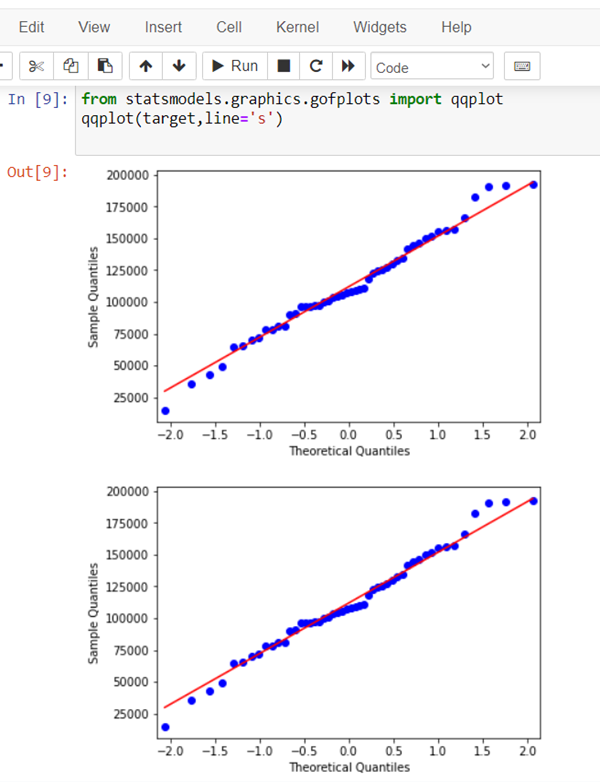 Edit View Insert Cell Kernel Widgets Help
Run Code
In [9]: from statsmodels.graphics.gofplots import qqplot
qqplot(target,line='s')
Out[9]:
200000
175000
150000
125000
100000
75000
50000
25000
Sample Quantiles
−2.0 −1.5 −1.0 −0.5 0.0 0.5 1.0 1.5 2.0
Theoretical Quantiles
200000
175000
150000
125000
100000
75000
50000
25000
Sample Quantiles
−2.0 −1.5 −1.0 −0.5 0.0 0.5 1.0 1.5 2.0
Theoretical Quantiles